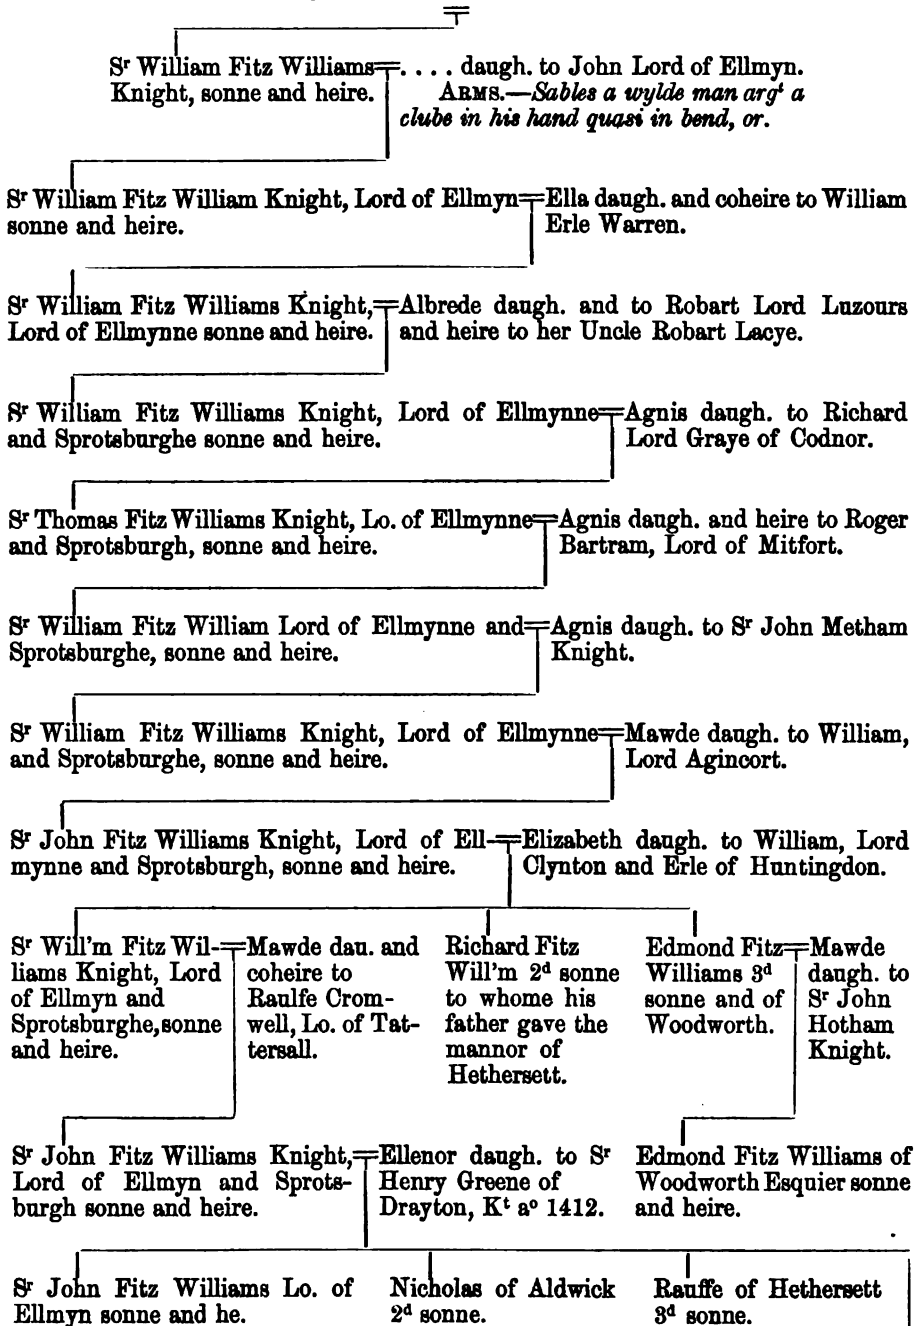 Sr William Fitz Williams
Knight, sonne and heire.
. . . . daugh. to John Lord of Ellmyn.
ARMS.—Sables a wylde man argt a
clube in his hand quasi in bend, or.
Sr William Fitz William Knight, Lord of Ellmyn
sonne and heire.
Ella daugh. and coheire to William
Erle Warren.
Sr William Fitz Williams Knight,
Lord of Ellmynne sonne and heire.
Albrede daugh. and to Robart Lord Luzours
and heire to her Uncle Robart Lacye.
Sr William Fitz Williams Knight, Lord of Ellmynne
and Sprotsburghe sonne and heire.
Agnis daugh. to Richard
Lord Graye of Codnor.
Sr Thomas Fitz Williams Knight, Lo. of Ellmynne
and Sprotsburgh, sonne and heire.
Agnis daugh. and heire to Roger
Bartram, Lord of Mitfort.
Sr William Fitz William Lord of Ellmynne and
Sprotsburghe, sonne and heire.
Agnis daugh. to Sr John Metham
Knight.
Sr William Fitz Williams Knight, Lord of Ellmynne
and Sprotsburghe, sonne and heire.
Mawde daugh. to William,
Lord Agincort.
Sr John Fitz Williams Knight, Lord of Ell-
mynne and Sprotsburgh, sonne and heire.
Elizabeth daugh. to William, Lord
Clynton and Erle of Huntingdon.
Sr Will'm Fitz Wil-
liams Knight, Lord
of Ellmyn and
Sprotsburghe, sonne
and heire.
Mawde dau. and
coheire to
Raulfe Crom-
well, Lo. of Tat-
tersall.
Richard Fitz
Will'm 2d sonne
to whome his
father gave the
mannor of
Hethersett.
Edmond Fitz
Williams 3d
sonne and of
Woodworth.
Mawde
daugh. to
Sr John
Hotham
Knight.
Sr John Fitz Williams Knight,
Lord of Ellmyn and Sprots-
burgh sonne and heire.
Ellenor daugh. to Sr
Henry Greene of
Drayton, Kt ao 1412.
Edmond Fitz Williams of
Woodworth Esquier sonne
and heire.
Sr John Fitz Williams Lo. of
Ellmyn sonne and he.
Nicholas of Aldwick
2d sonne.
Rauffe of Hethersett
3d sonne.